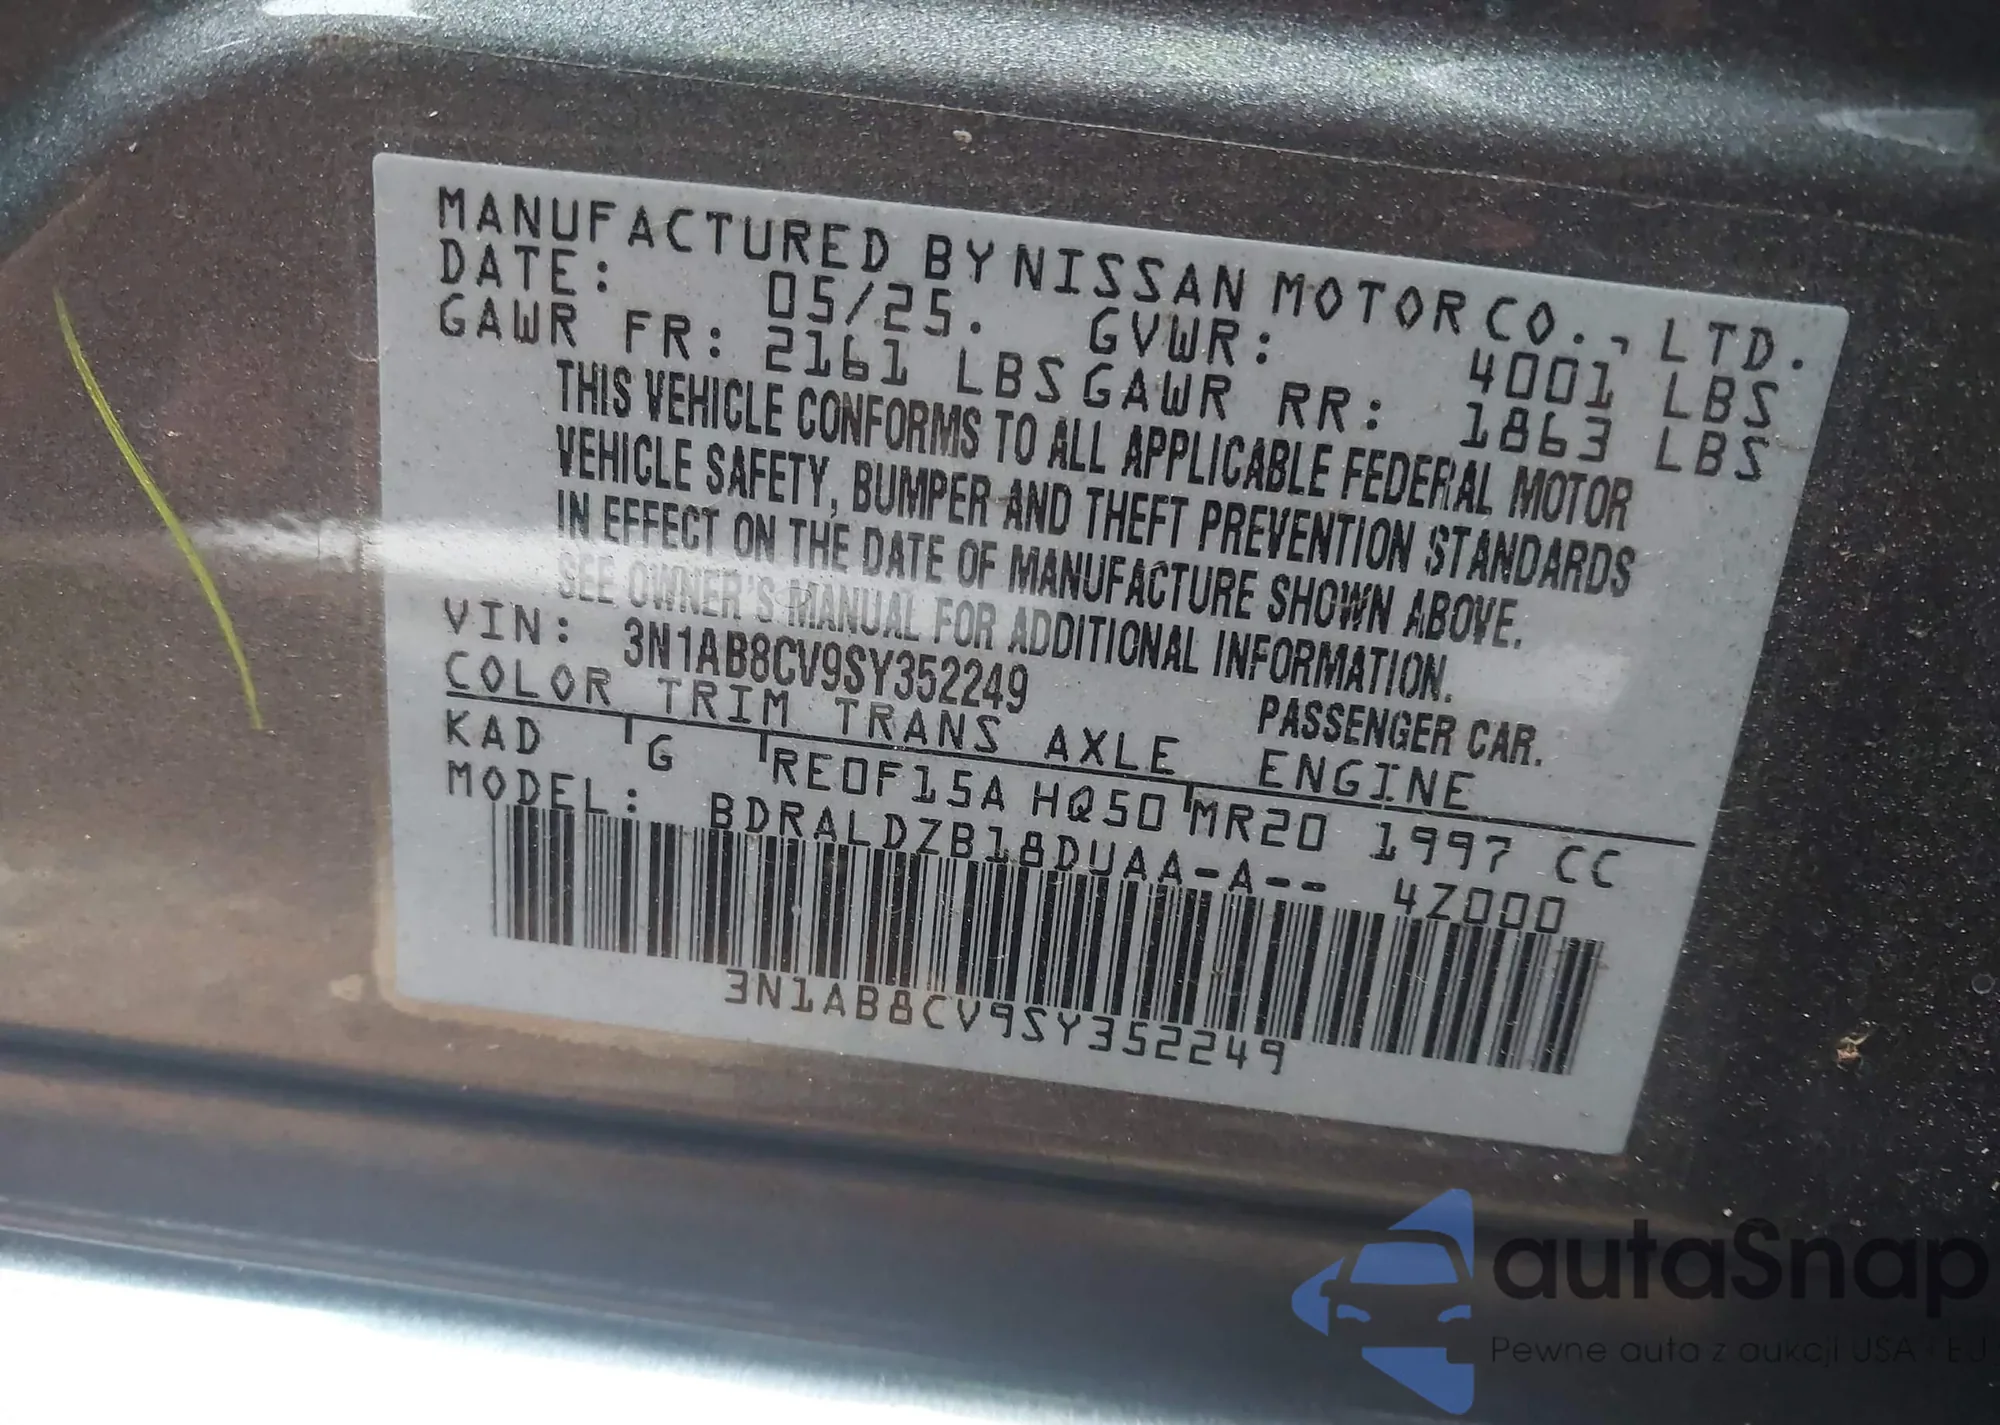 MANUFACTURED BY NISSAN MOTOR CO., LTD.
DATE: 05/25. GVWR: 4001 LBS
GAWR FR: 2161 LBS GAWR RR: 1863 LBS
THIS VEHICLE CONFORMS TO ALL APPLICABLE FEDERAL MOTOR
VEHICLE SAFETY, BUMPER AND THEFT PREVENTION STANDARDS
IN EFFECT ON THE DATE OF MANUFACTURE SHOWN ABOVE.
SEE OWNER'S MANUAL FOR ADDITIONAL INFORMATION.
VIN: 3N1AB8CV9SY352249 PASSENGER CAR.
COLOR TRIM TRANS AXLE ENGINE
KAD G RE0F15A HQ50 MR20 1997 CC
MODEL: BDRALDZB18DUAA-A-- 4Z000
3N1AB8CV9SY352249
autaSnap
Pewne auta z aukcji USA i EU